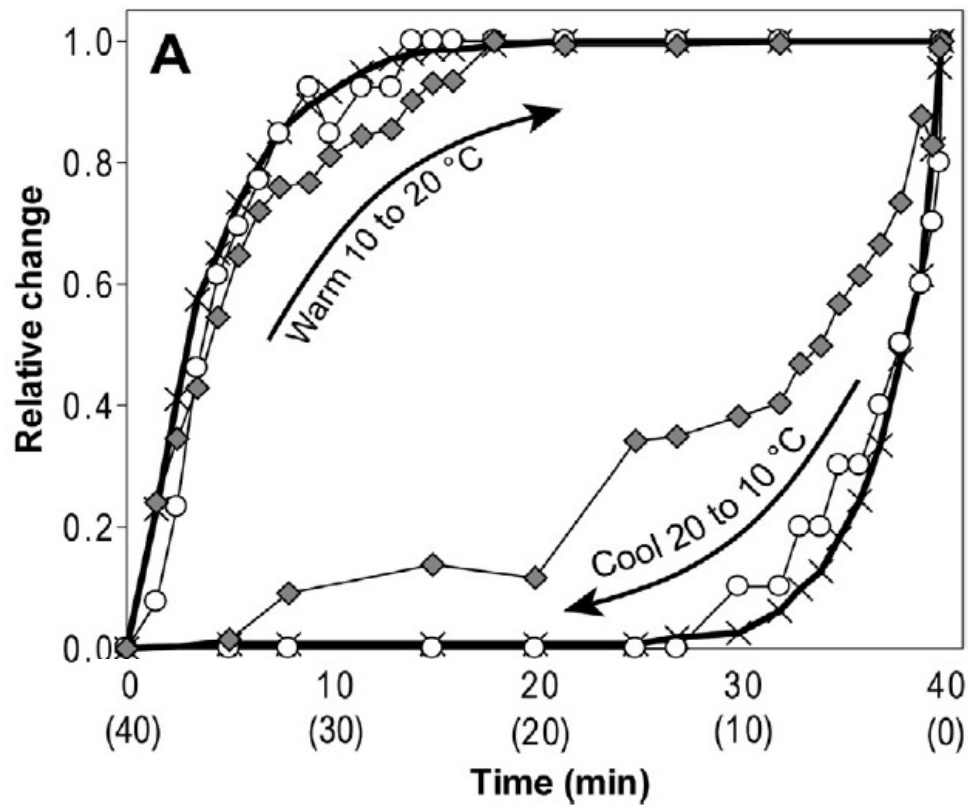 A
1.0
0.8
0.6
0.4
0.2
0.0
Relative change
Warm 10 to 20 °C
Cool 20 to 10 °C
0 10 20 30 40
(40) (30) (20) (10) (0)
Time (min)